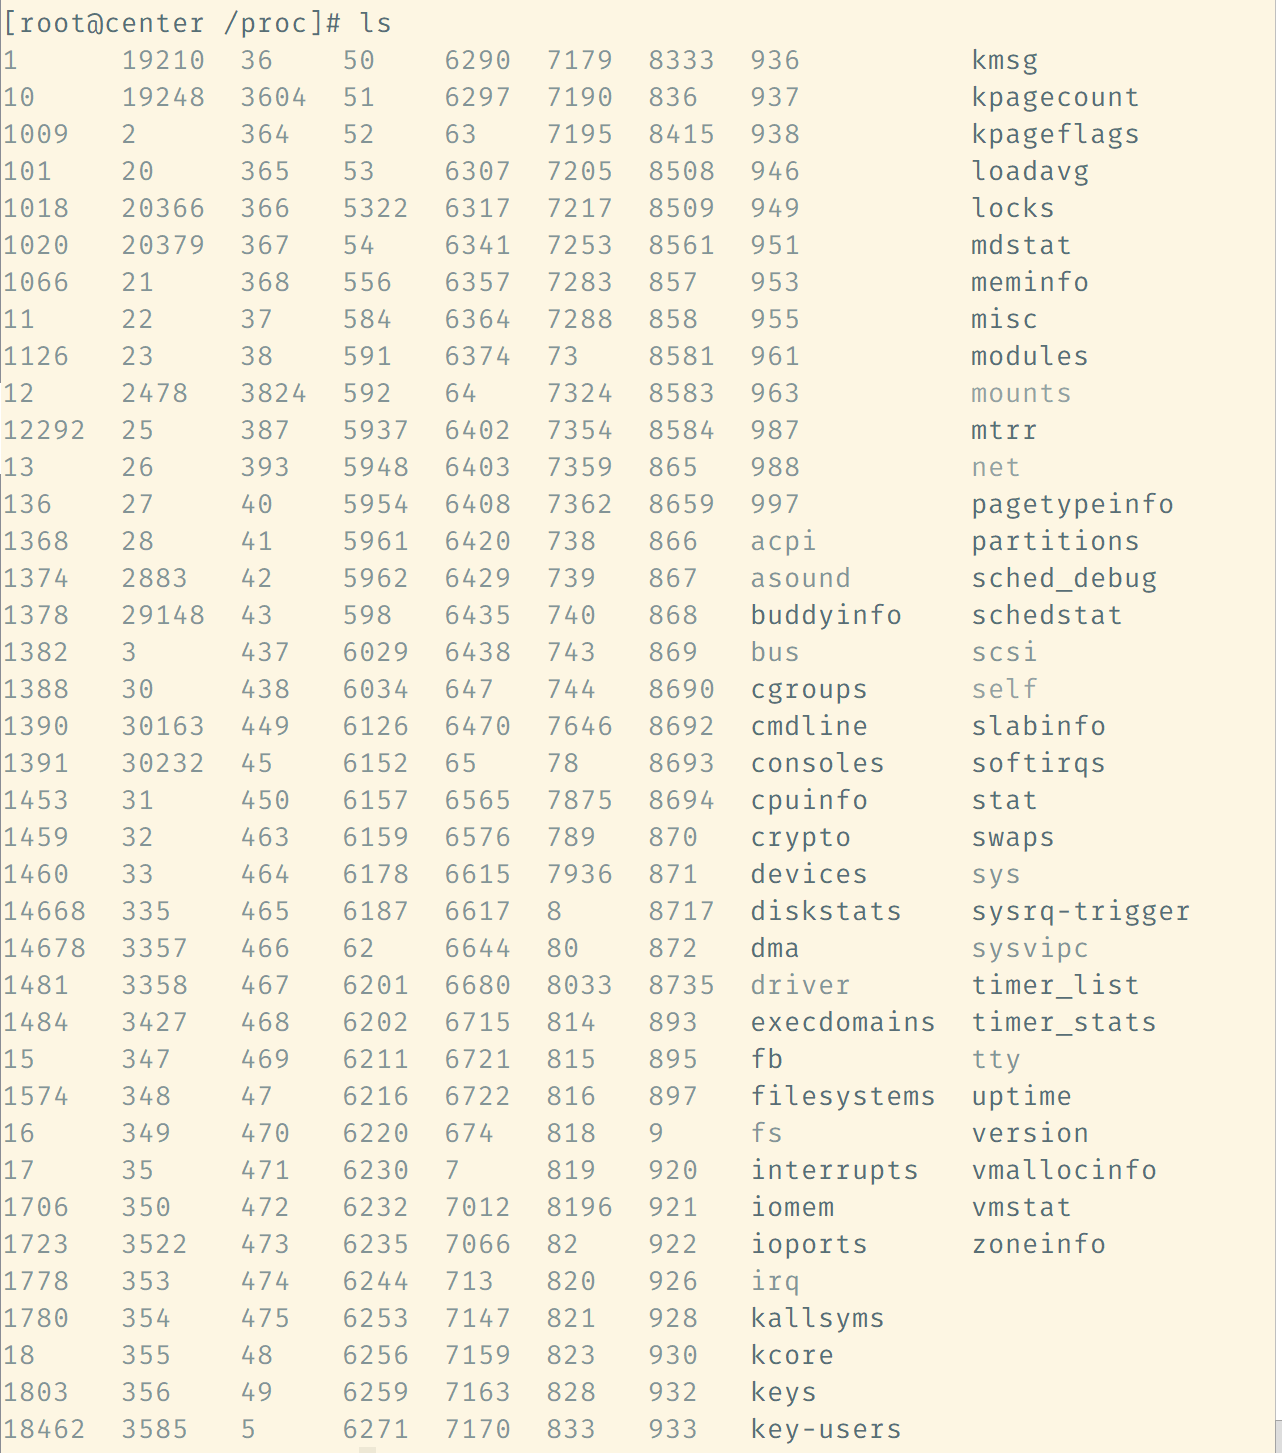 [root@center /proc]# ls
1 19210 36 50 6290 7179 8333 936 kmsg
10 19248 3604 51 6297 7190 836 937 kpagecount
1009 2 364 52 63 7195 8415 938 kpageflags
101 20 365 53 6307 7205 8508 946 loadavg
1018 20366 366 5322 6317 7217 8509 949 locks
1020 20379 367 54 6341 7253 8561 951 mdstat
1066 21 368 556 6357 7283 857 953 meminfo
11 22 37 584 6364 7288 858 955 misc
1126 23 38 591 6374 73 8581 961 modules
12 2478 3824 592 64 7324 8583 963 mounts
12292 25 387 5937 6402 7354 8584 987 mtrr
13 26 393 5948 6403 7359 865 988 net
136 27 40 5954 6408 7362 8659 997 pagetypeinfo
1368 28 41 5961 6420 738 866 acpi partitions
1374 2883 42 5962 6429 739 867 asound sched_debug
1378 29148 43 598 6435 740 868 buddyinfo schedstat
1382 3 437 6029 6438 743 869 bus scsi
1388 30 438 6034 647 744 8690 cgroups self
1390 30163 449 6126 6470 7646 8692 cmdline slabinfo
1391 30232 45 6152 65 78 8693 consoles softirqs
1453 31 450 6157 6565 7875 8694 cpuinfo stat
1459 32 463 6159 6576 789 870 crypto swaps
1460 33 464 6178 6615 7936 871 devices sys
14668 335 465 6187 6617 8 8717 diskstats sysrq-trigger
14678 3357 466 62 6644 80 872 dma sysvipc
1481 3358 467 6201 6680 8033 8735 driver timer_list
1484 3427 468 6202 6715 814 893 execdomains timer_stats
15 347 469 6211 6721 815 895 fb tty
1574 348 47 6216 6722 816 897 filesystems uptime
16 349 470 6220 674 818 9 fs version
17 35 471 6230 7 819 920 interrupts vmallocinfo
1706 350 472 6232 7012 8196 921 iomem vmstat
1723 3522 473 6235 7066 82 922 ioports zoneinfo
1778 353 474 6244 713 820 926 irq
1780 354 475 6253 7147 821 928 kallsyms
18 355 48 6256 7159 823 930 kcore
1803 356 49 6259 7163 828 932 keys
18462 3585 5 6271 7170 833 933 key-users